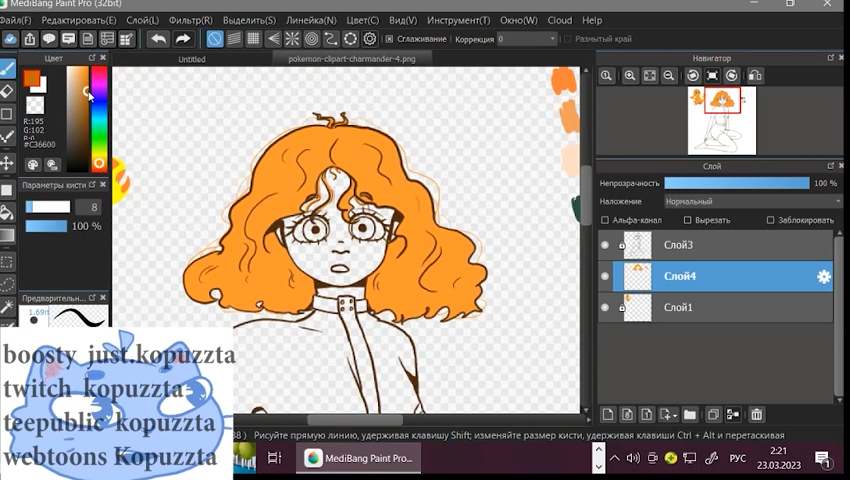 MediBang Paint Pro (32bit)
Файл(F) Редактировать(E) Слой(L) Фильтр(R) Выделить(S) Линейка(N) Цвет(C) Вид(V) Инструмент(T) Окно(W) Cloud Help
Сглаживание Коррекция 0 Разный край
Цвет
Untitled
pokemon-clipart-charmander-4.png
Навигатор
R:195
G:102
B:0
#C36600
Параметры кисти
8
100 %
Слой
Непрозрачность 100 %
Наложение Нормальный
Альфа-канал Вырезать Заблокировать
Слой3
Слой4
Слой1
Предварительн
boosty just.kopuzzta
twitch kopuzzta
teepublic kopuzzta
webtoons Kopuzzta
Рисуйте прямую линию, удерживая клавишу Shift; изменяйте размер кисти, удерживая клавиши Ctrl + Alt и перетаскивая
MediBang Paint Pro...
РУС
2:21
23.03.2023
1